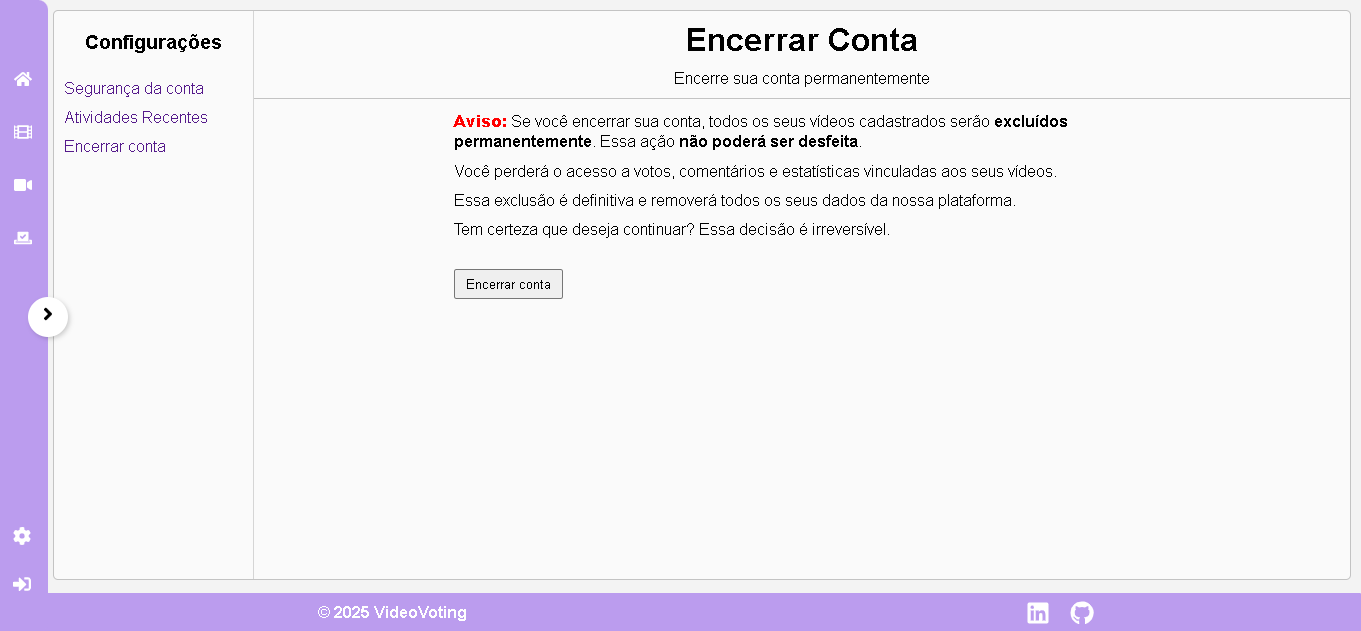 Configurações
Segurança da conta
Atividades Recentes
Encerrar conta
Encerrar Conta
Encerre sua conta permanentemente
Aviso: Se você encerrar sua conta, todos os seus vídeos cadastrados serão excluídos
permanentemente. Essa ação não poderá ser desfeita.
Você perderá o acesso a votos, comentários e estatísticas vinculadas aos seus vídeos.
Essa exclusão é definitiva e removerá todos os seus dados da nossa plataforma.
Tem certeza que deseja continuar? Essa decisão é irreversível.
Encerrar conta
© 2025 VideoVoting